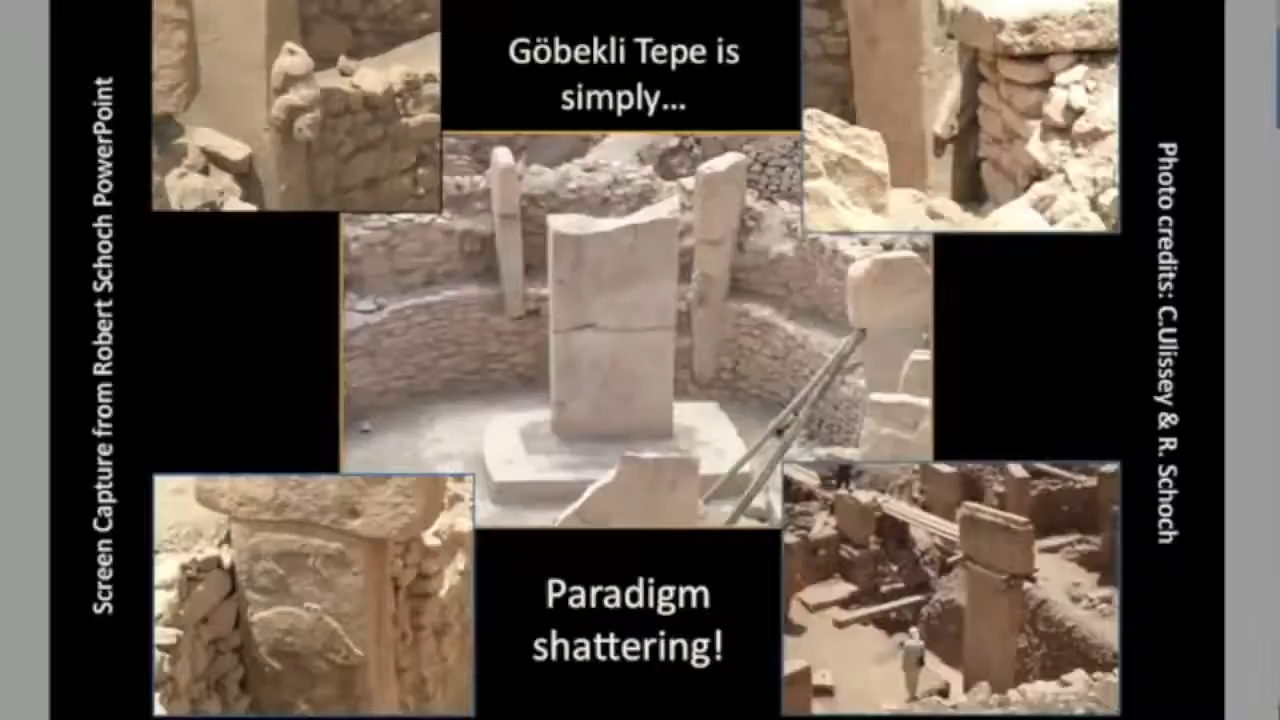 Göbekli Tepe is
simply...
Screen Capture from Robert Schoch PowerPoint
Photo credits: C.Ulissey & R. Schoch
Paradigm
shattering!